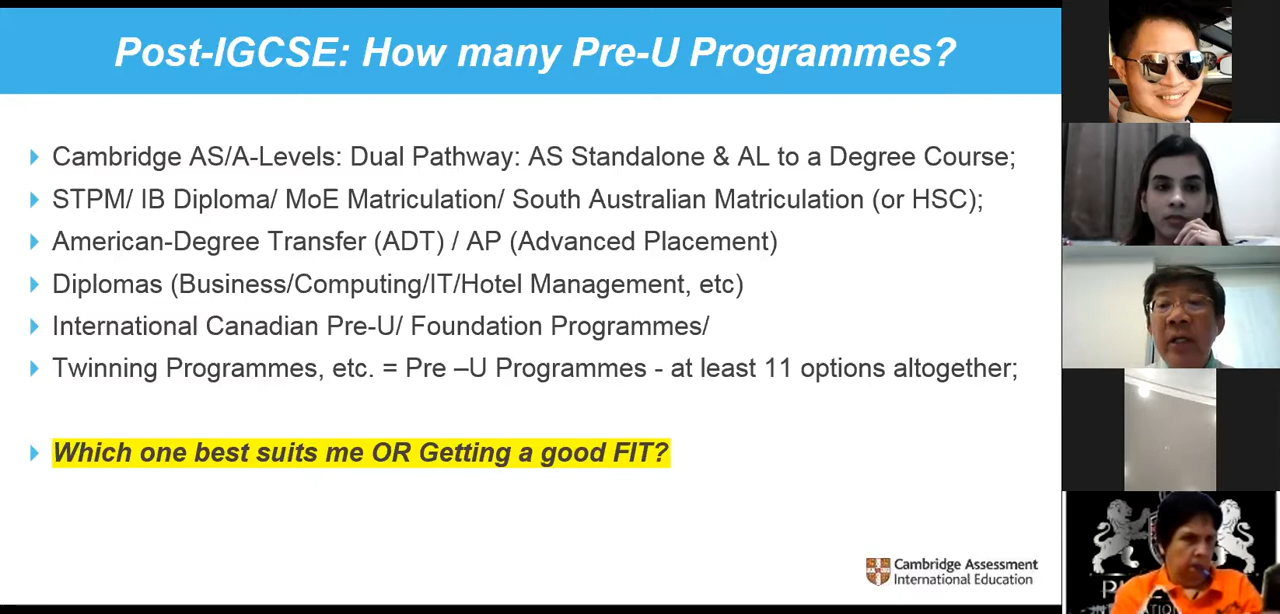 Post-IGCSE: How many Pre-U Programmes?
Cambridge AS/A-Levels: Dual Pathway: AS Standalone & AL to a Degree Course;
STPM/ IB Diploma/ MoE Matriculation/ South Australian Matriculation (or HSC);
American-Degree Transfer (ADT) / AP (Advanced Placement)
Diplomas (Business/Computing/IT/Hotel Management, etc)
International Canadian Pre-U/ Foundation Programmes/
Twinning Programmes, etc. = Pre –U Programmes - at least 11 options altogether;
Which one best suits me OR Getting a good FIT?
Cambridge Assessment
International Education